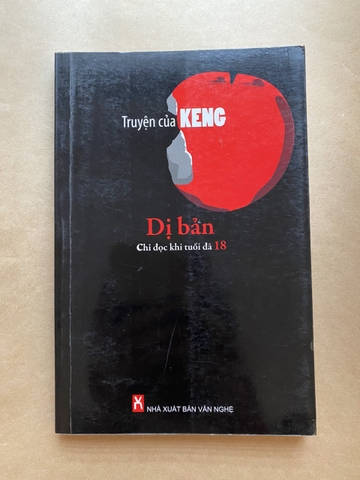 Truyện của KENG
Dị bản
Chỉ đọc khi tuổi đã 18
NHÀ XUẤT BẢN VĂN NGHỆ